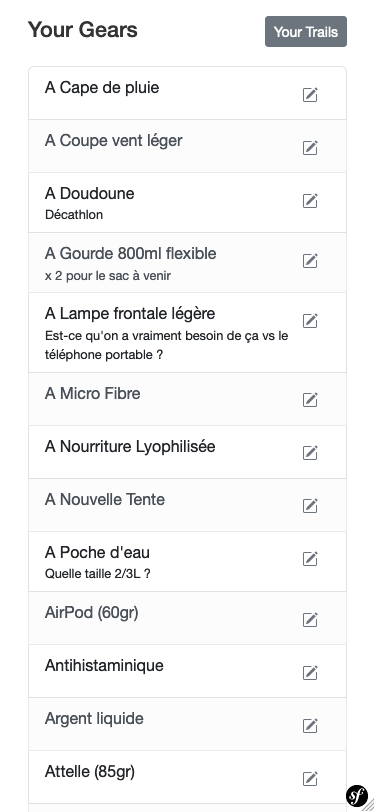 Your Gears
Your Trails
A Cape de pluie
A Coupe vent léger
A Doudoune
Décathlon
A Gourde 800ml flexible
x 2 pour le sac à venir
A Lampe frontale légère
Est-ce qu'on a vraiment besoin de ça vs le
téléphone portable ?
A Micro Fibre
A Nourriture Lyophilisée
A Nouvelle Tente
A Poche d'eau
Quelle taille 2/3L ?
AirPod (60gr)
Antihistaminique
Argent liquide
Attelle (85gr)
sf